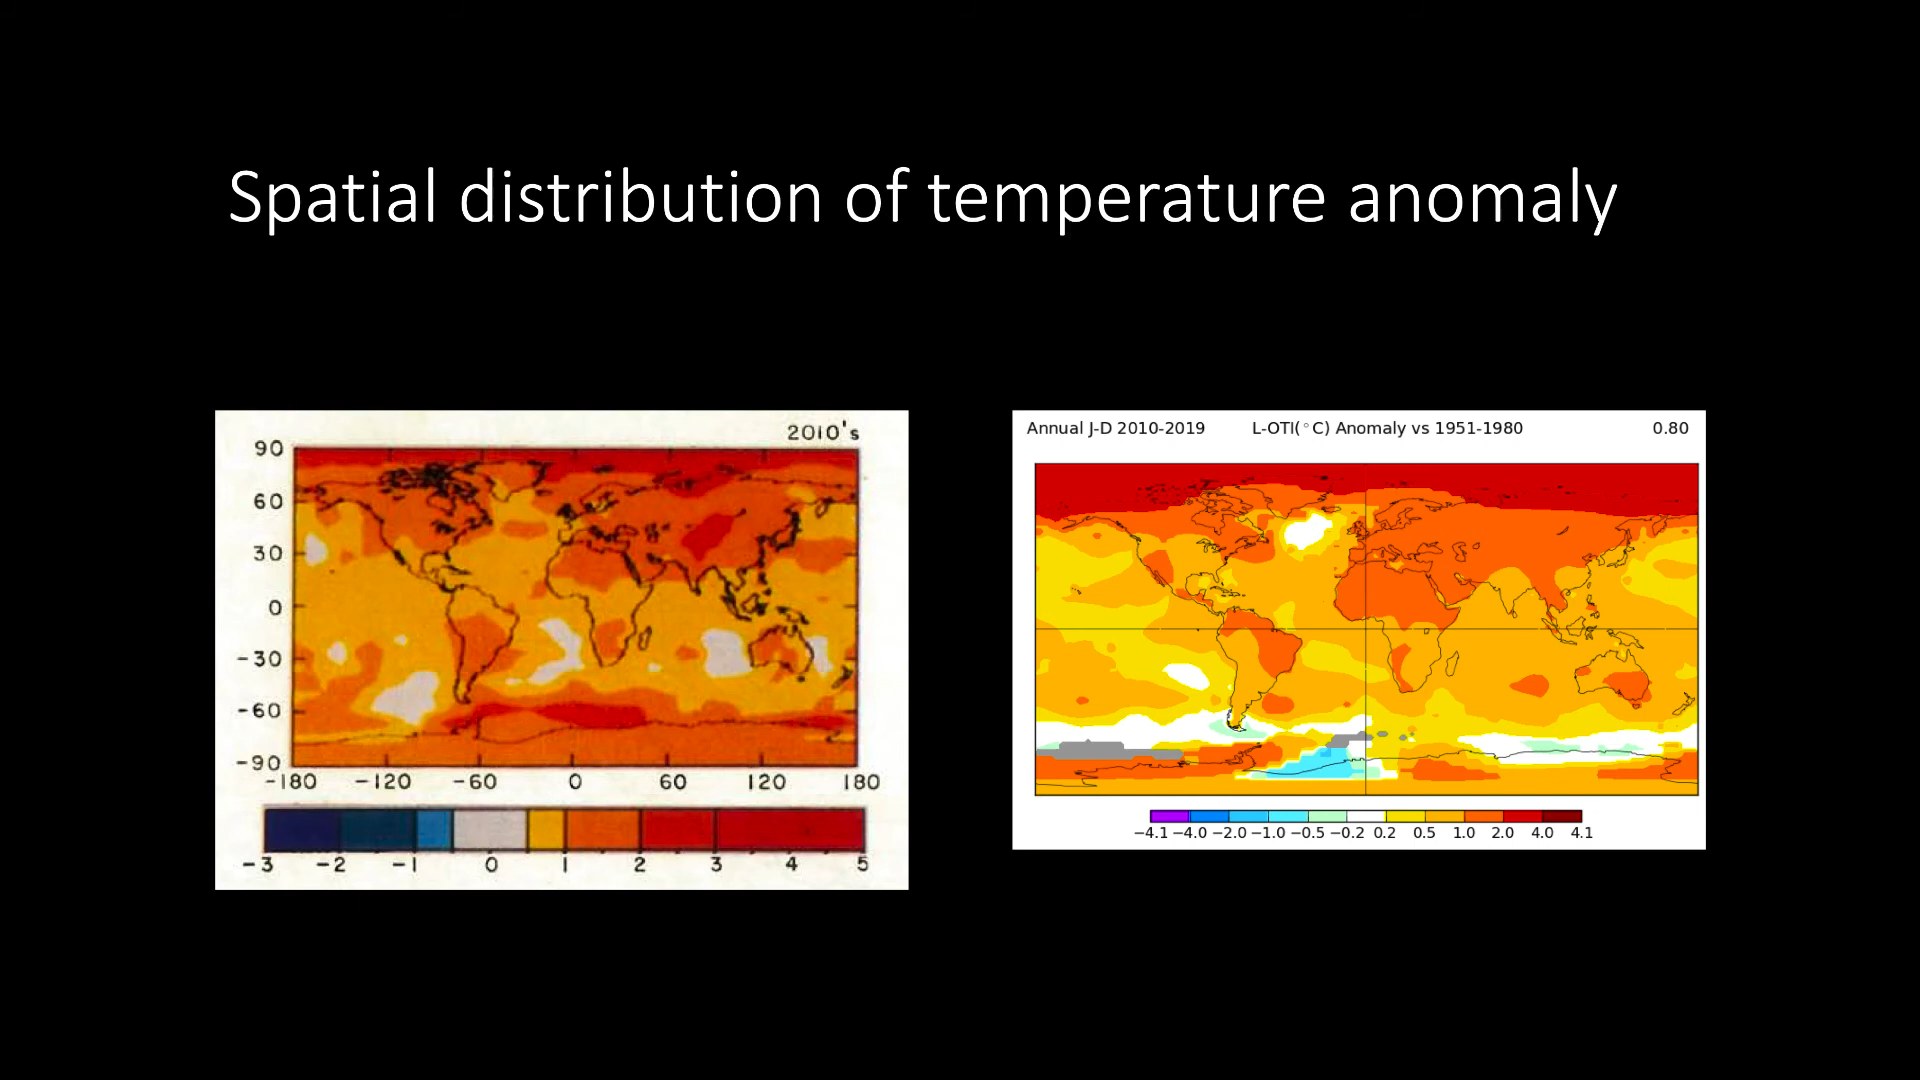 Spatial distribution of temperature anomaly
2010's
90
60
30
0
-30
-60
-90
-180 -120 -60 0 60 120 180
-3 -2 -1 0 1 2 3 4 5
Annual J-D 2010-2019 L-OTI(°C) Anomaly vs 1951-1980 0.80
-4.1 -4.0 -2.0 -1.0 -0.5 -0.2 0.2 0.5 1.0 2.0 4.0 4.1